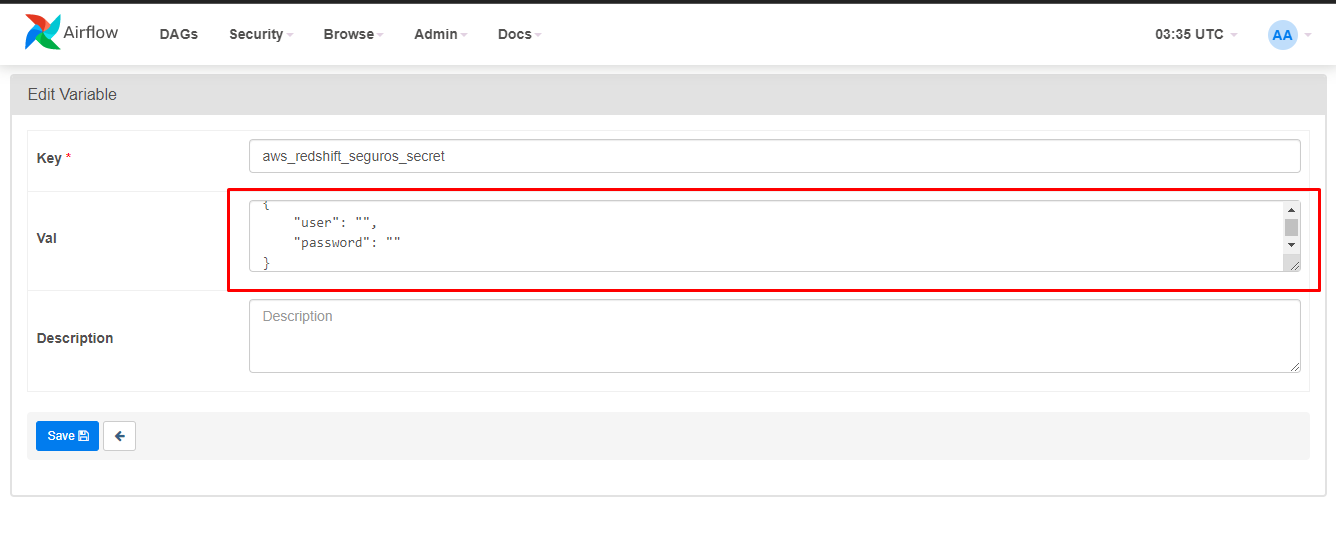 Airflow DAGs Security Browse Admin Docs 03:35 UTC AA
Edit Variable
Key *
aws_redshift_seguros_secret
Val
{
"user": "",
"password": ""
}
Description
Description
Save